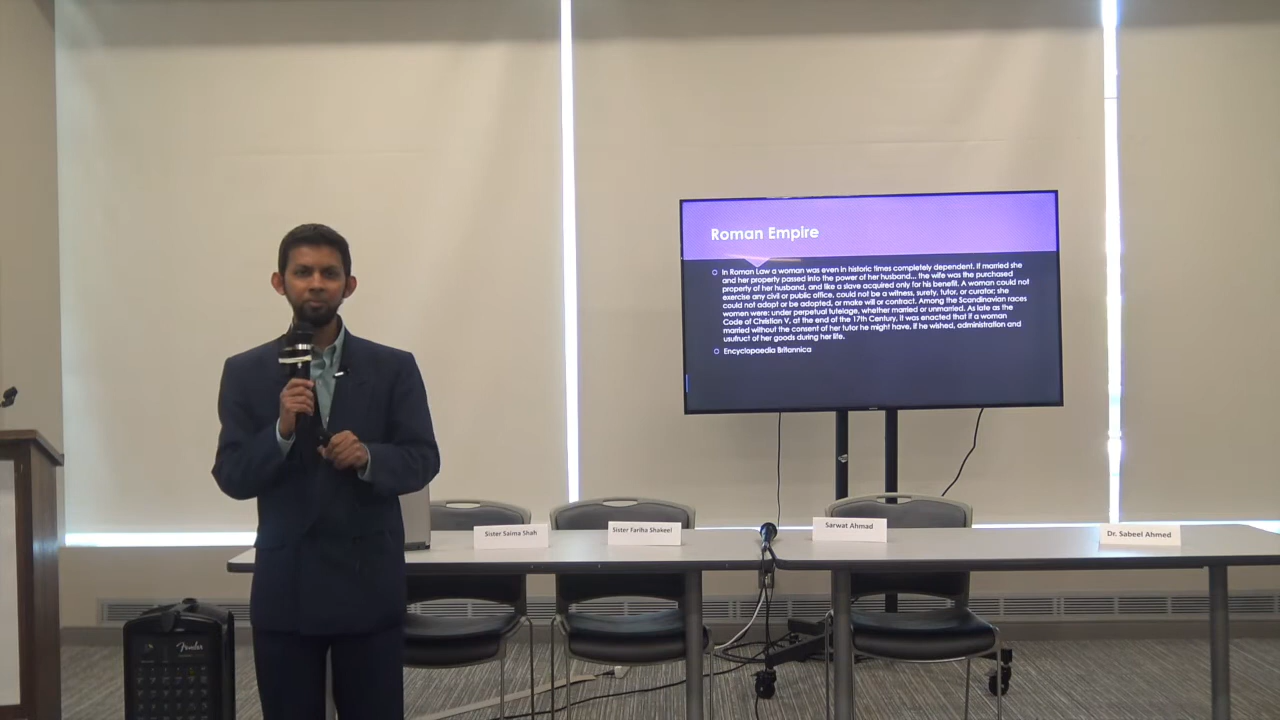 Roman Empire
In Roman Law a woman was even in historic times completely dependent. If married she
and her property passed into the power of her husband... the wife was the purchased
property of her husband, and like a slave acquired only for his benefit. A woman could not
exercise any civil or public office, could not be a witness, surety, tutor, or curator; she
could not adopt or be adopted, or make will or contract. Among the Scandinavian races
women were: under perpetual tutelage, whether married or unmarried. As late as the
Code of Christian V, at the end of the 17th Century, it was enacted that if a woman
married without the consent of her tutor he might have, if he wished, administration and
usufruct of her goods during her life.
Encyclopaedia Britannica
Sister Saima Shah
Sister Fariha Shakeel
Sarwat Ahmad
Dr. Sabeel Ahmed
Fender